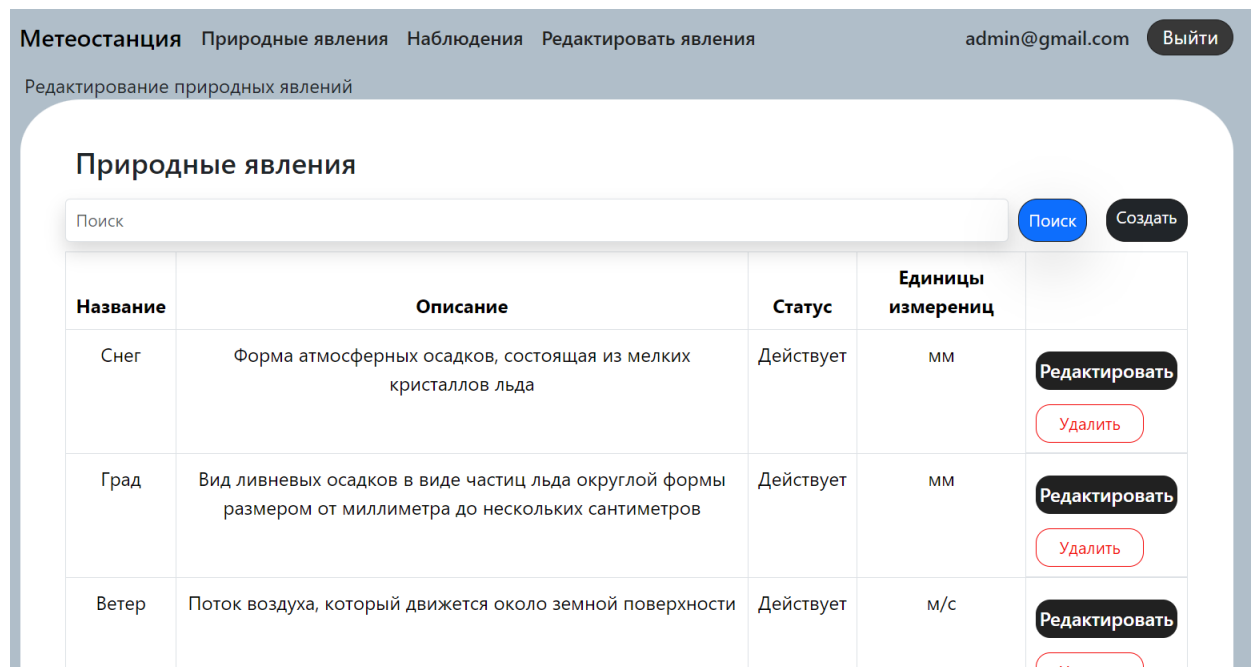 Метеостанция Природные явления Наблюдения Редактировать явления admin@gmail.com Выйти
Редактирование природных явлений
Природные явления
Поиск Поиск Создать
Название Описание Статус Единицы измерениц
Снег Форма атмосферных осадков, состоящая из мелких кристаллов льда Действует мм Редактировать
Удалить
Град Вид ливневых осадков в виде частиц льда округлой формы размером от миллиметра до нескольких сантиметров Действует мм Редактировать
Удалить
Ветер Поток воздуха, который движется около земной поверхности Действует м/с Редактировать